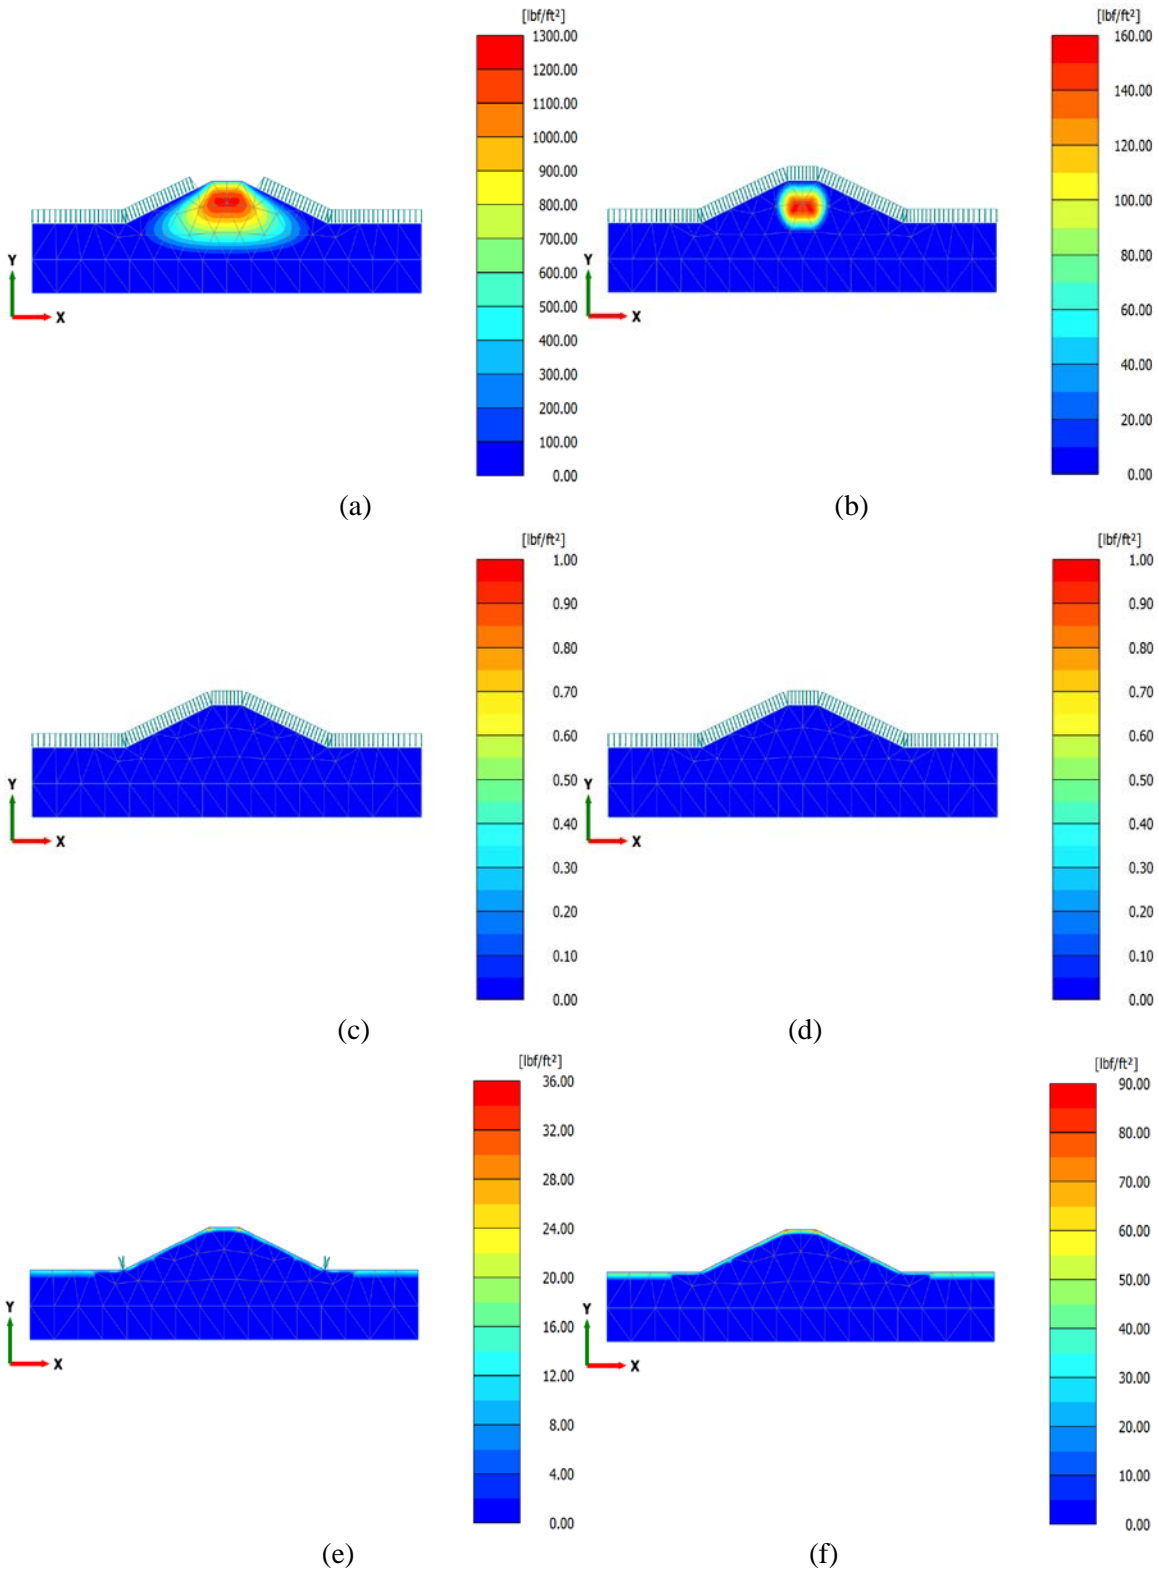 [lbf/ft²]
1300.00
1200.00
1100.00
1000.00
900.00
800.00
700.00
600.00
500.00
400.00
300.00
200.00
100.00
0.00
Y
X
(a)
[lbf/ft²]
160.00
140.00
120.00
100.00
80.00
60.00
40.00
20.00
0.00
Y
X
(b)
[lbf/ft²]
1.00
0.90
0.80
0.70
0.60
0.50
0.40
0.30
0.20
0.10
0.00
Y
X
(c)
[lbf/ft²]
1.00
0.90
0.80
0.70
0.60
0.50
0.40
0.30
0.20
0.10
0.00
Y
X
(d)
[lbf/ft²]
36.00
32.00
28.00
24.00
20.00
16.00
12.00
8.00
4.00
0.00
Y
X
(e)
[lbf/ft²]
90.00
80.00
70.00
60.00
50.00
40.00
30.00
20.00
10.00
0.00
Y
X
(f)